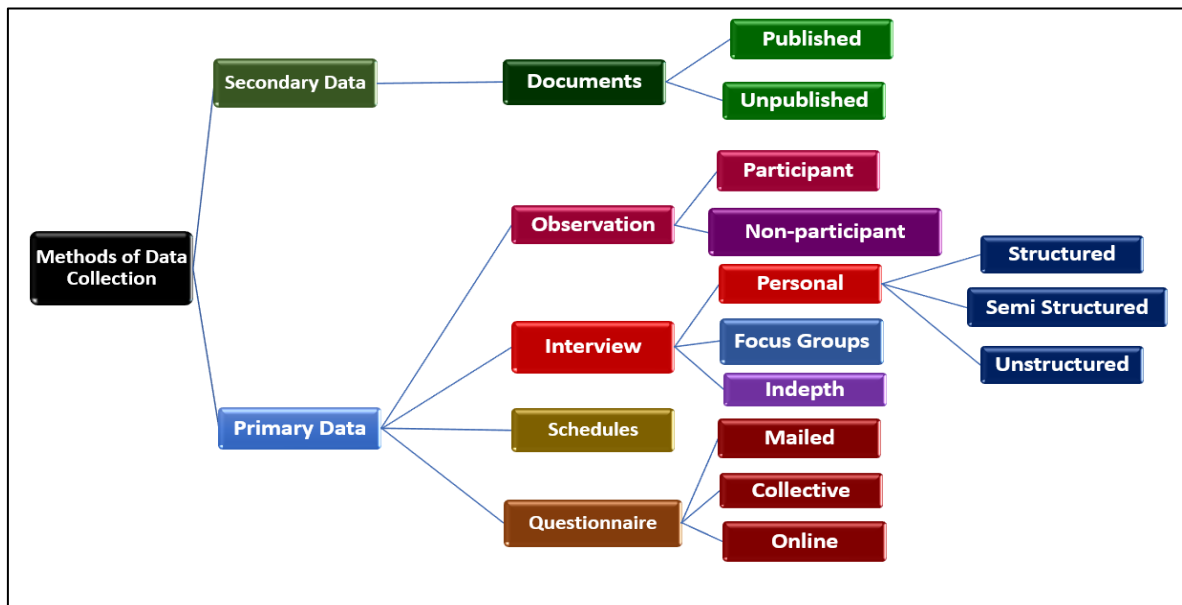 Published
Secondary Data
Documents
Unpublished
Participant
Observation
Non-participant
Methods of Data
Collection
Structured
Personal
Semi Structured
Interview
Focus Groups
Unstructured
Indepth
Primary Data
Schedules
Mailed
Collective
Questionnaire
Online